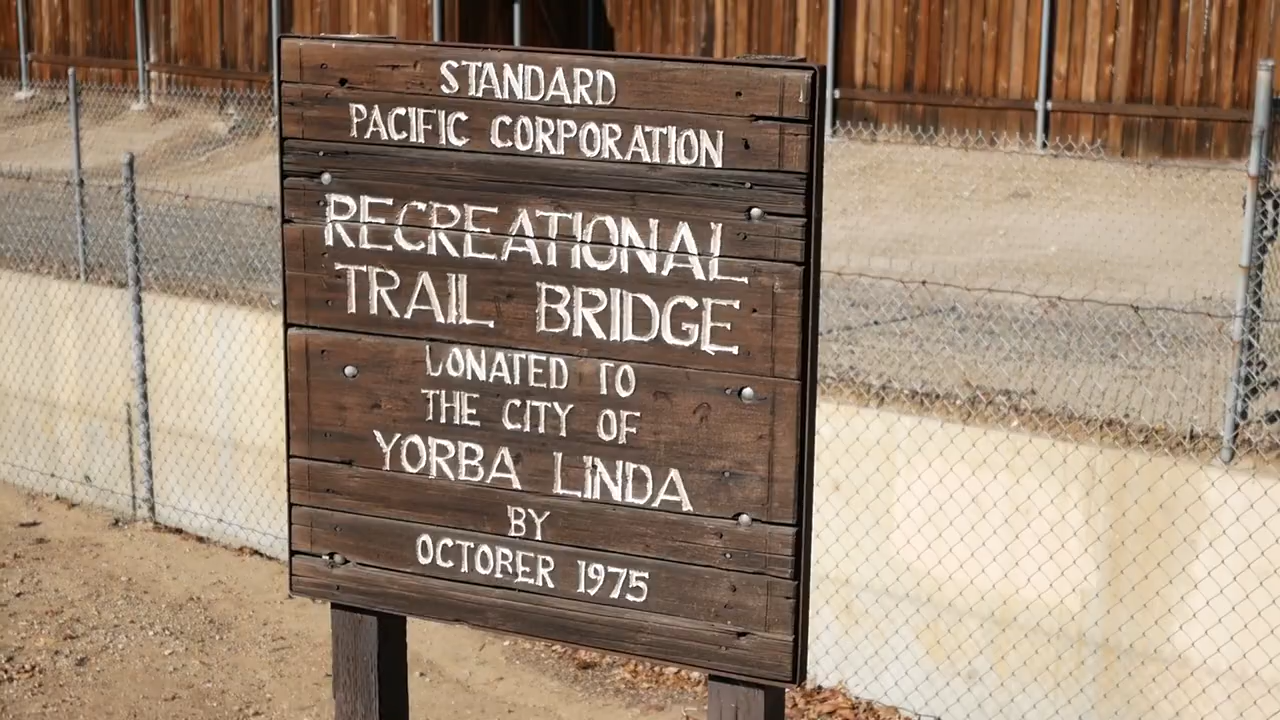 STANDARD
PACIFIC CORPORATION
RECREATIONAL
TRAIL BRIDGE
DONATED TO
THE CITY OF
YORBA LINDA
BY
OCTOBER 1975